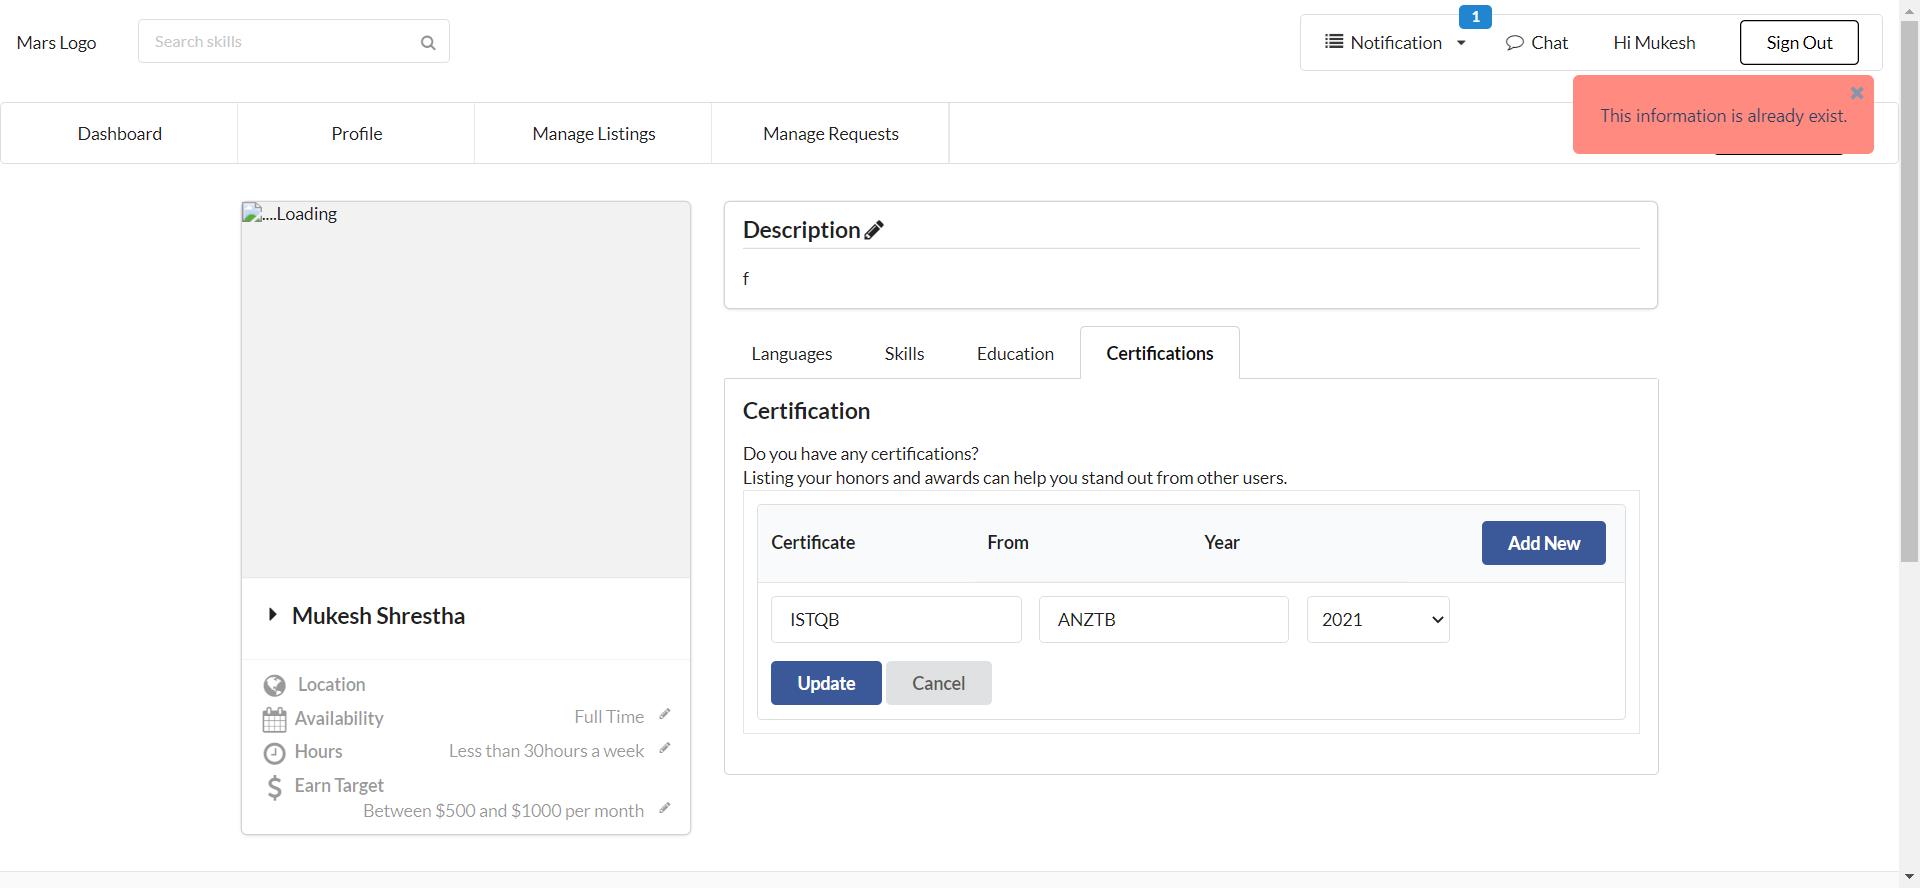 Mars Logo
Search skills
Notification
1
Chat
Hi Mukesh
Sign Out
This information is already exist.
Dashboard
Profile
Manage Listings
Manage Requests
....Loading
Mukesh Shrestha
Location
Availability
Full Time
Hours
Less than 30hours a week
Earn Target
Between $500 and $1000 per month
Description
f
Languages
Skills
Education
Certifications
Certification
Do you have any certifications?
Listing your honors and awards can help you stand out from other users.
Certificate
From
Year
Add New
ISTQB
ANZTB
2021
Update
Cancel